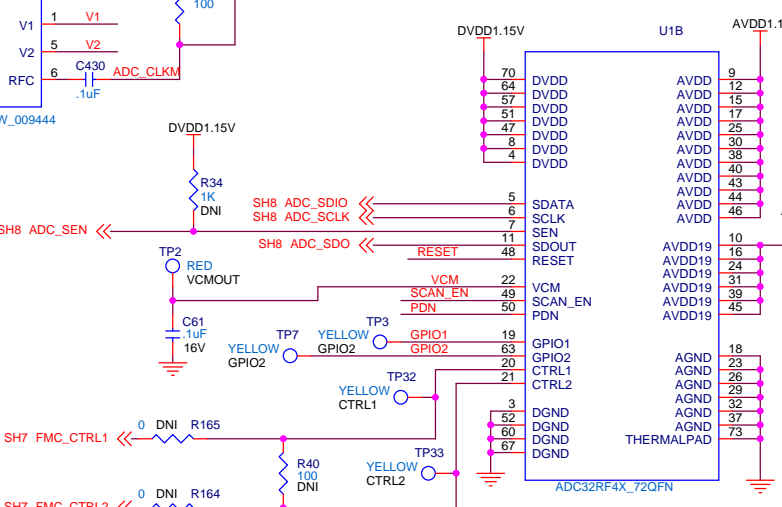 100
V1 1 V1
V2 5 V2
RFC 6 C430 ADC_CLKM
.1uF
W_009444
DVDD1.15V
R34
1K
DNI
SH8 ADC_SEN
SH8 ADC_SDIO
SH8 ADC_SCLK
SH8 ADC_SDO
RESET
TP2
RED
VCMOUT
VCM
SCAN_EN
PDN
C61
.1uF
16V
TP7
YELLOW
GPIO2
TP3
YELLOW
GPIO2
GPIO1
GPIO2
TP32
YELLOW
CTRL1
SH7 FMC_CTRL1
0 DNI R165
R40
100
DNI
TP33
YELLOW
CTRL2
SH7 FMC_CTRL2
0 DNI R164
DVDD1.15V
U1B
AVDD1.1
70 DVDD
64 DVDD
57 DVDD
51 DVDD
47 DVDD
8 DVDD
4 DVDD
5 SDATA
6 SCLK
7 SEN
11 SDOUT
48 RESET
22 VCM
49 SCAN_EN
50 PDN
19 GPIO1
63 GPIO2
20 CTRL1
21 CTRL2
3 DGND
52 DGND
60 DGND
67 DGND
AVDD 9
AVDD 12
AVDD 15
AVDD 17
AVDD 25
AVDD 30
AVDD 38
AVDD 40
AVDD 43
AVDD 44
AVDD 46
AVDD19 10
AVDD19 16
AVDD19 24
AVDD19 31
AVDD19 39
AVDD19 45
AGND 18
AGND 23
AGND 26
AGND 29
AGND 32
AGND 37
THERMALPAD 73
ADC32RF4X_72QFN